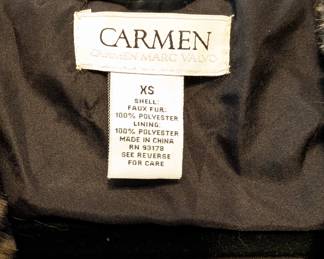 CARMEN
CARMEN MARC VALVO
XS
SHELL:
FAUX FUR:
100% POLYESTER
LINING:
100% POLYESTER
MADE IN CHINA
RN 93178
SEE REVERSE
FOR CARE